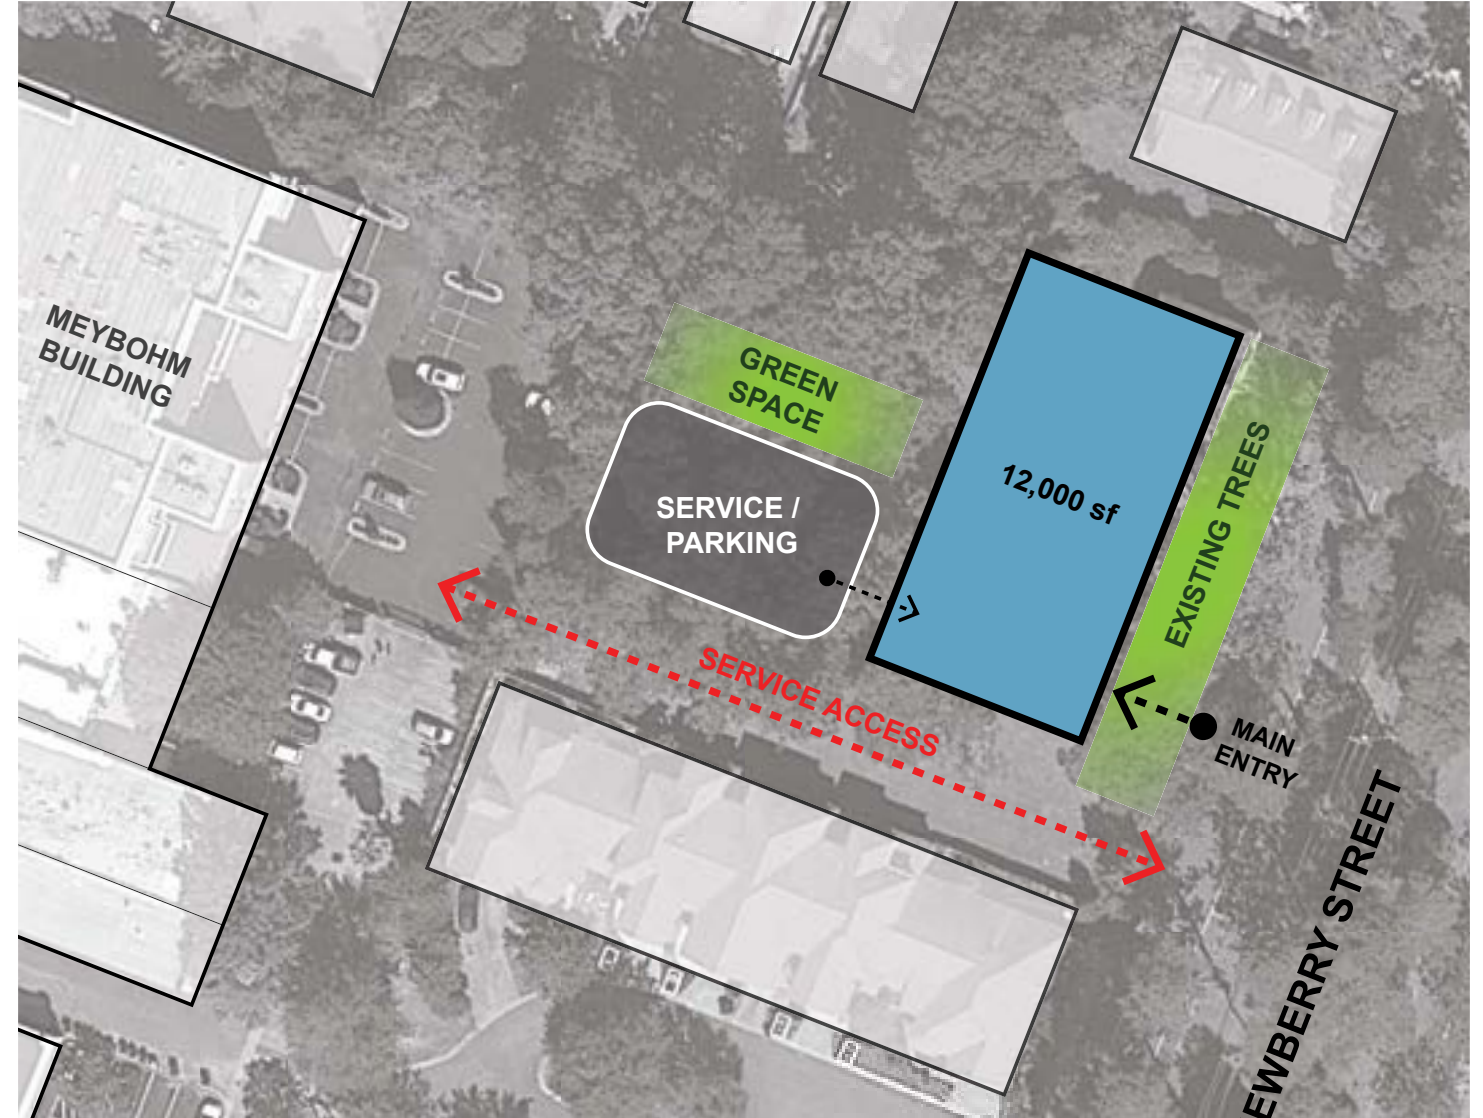 MEYBOHM
BUILDING
GREEN
SPACE
SERVICE /
PARKING
12,000 sf
EXISTING TREES
SERVICE ACCESS
MAIN
ENTRY
EWBERRY STREET